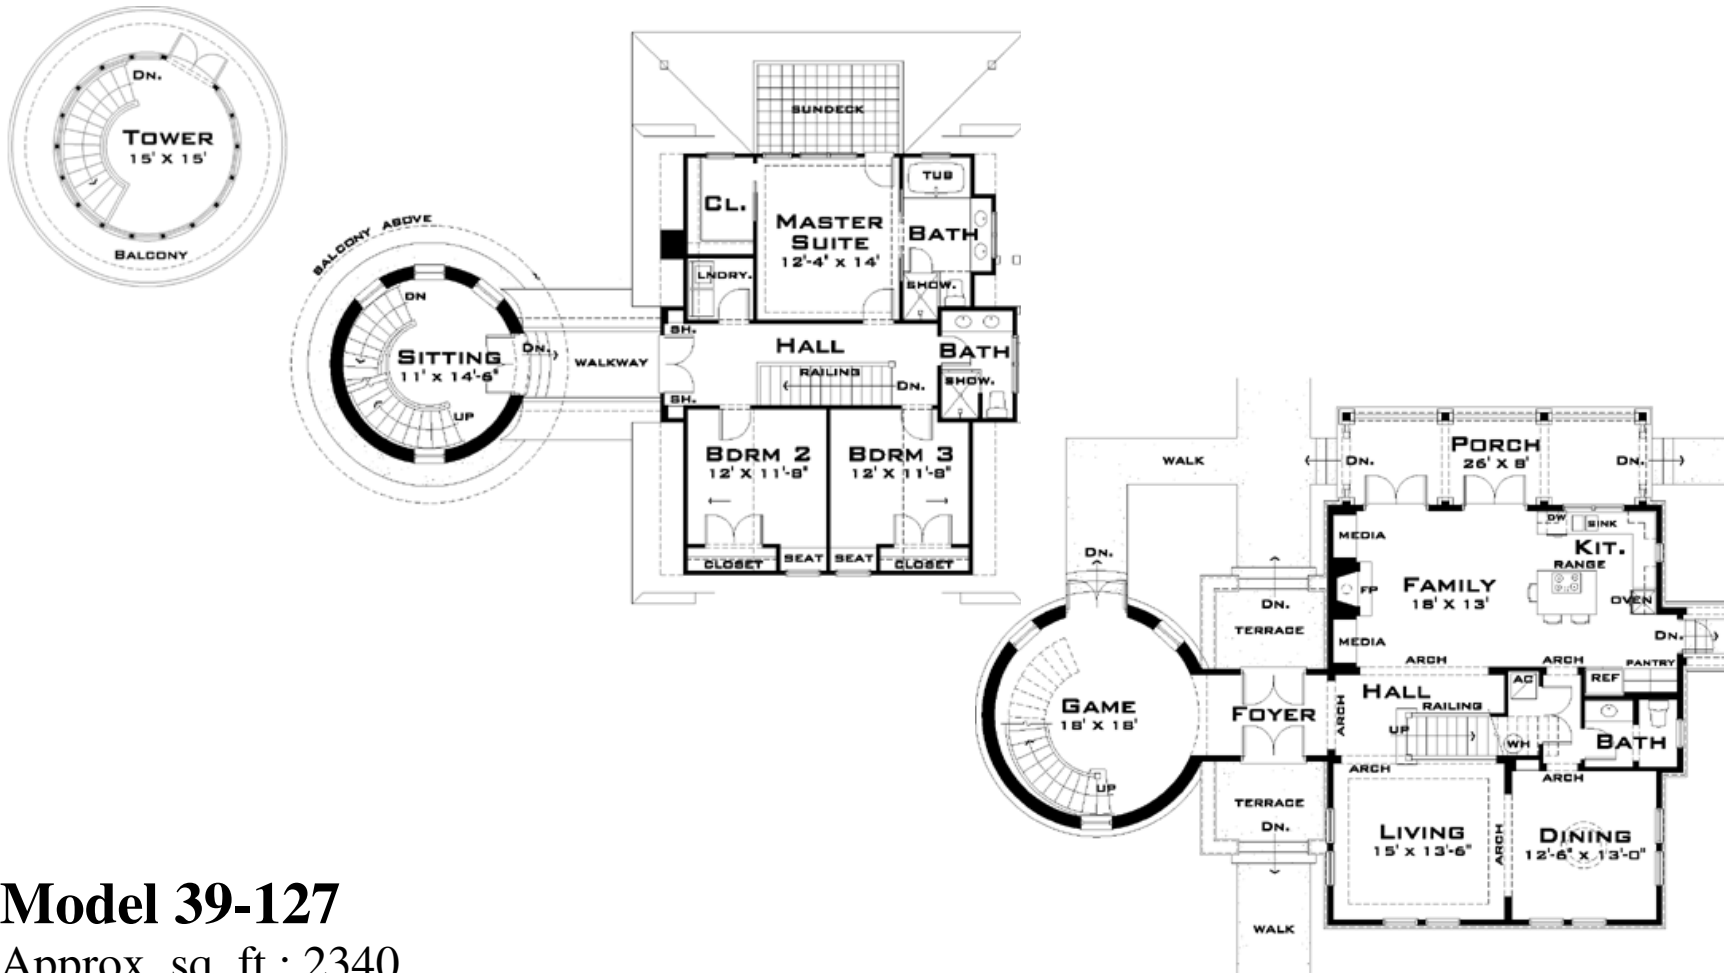 DN.
TOWER
15' X 15'
BALCONY
BALCONY ABOVE
DN
SITTING
11' X 14'-6"
UP
DN.
WALKWAY
SUNDECK
CL.
MASTER
SUITE
12'-4" X 14'
TUB
BATH
SHOW.
LNDRY.
SH.
HALL
RAILING
DN.
BATH
SHOW.
SH.
BDRM 2
12' X 11'-8"
BDRM 3
12' X 11'-8"
CLOSET
SEAT
SEAT
CLOSET
WALK
DN.
PORCH
26' X 8'
DN.
DN.
MEDIA
DW
SINK
KIT.
RANGE
FAMILY
18' X 13'
FP
OVEN
MEDIA
DN.
ARCH
ARCH
PANTRY
DN.
TERRACE
GAME
18' X 18'
UP
FOYER
ARCH
HALL
RAILING
UP
AC
REF
WH
BATH
ARCH
ARCH
TERRACE
DN.
LIVING
15' X 13'-6"
ARCH
DINING
12'-6" X 13'-0"
WALK
Model 39-127
Approx. sq. ft.: 2340